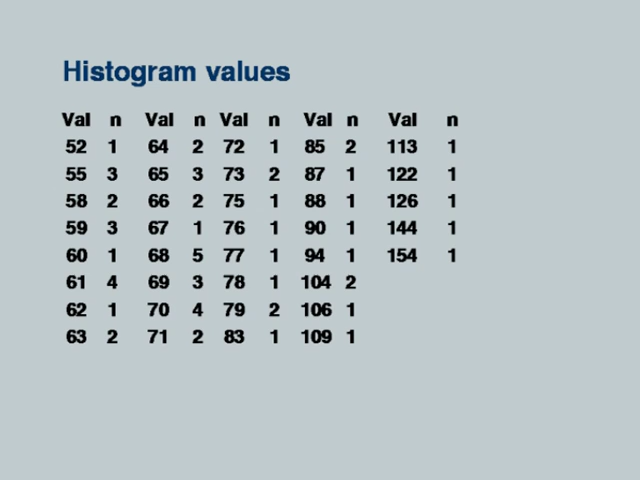 Histogram values
Val n Val n Val n Val n Val n
52 1 64 2 72 1 85 2 113 1
55 3 65 3 73 2 87 1 122 1
58 2 66 2 75 1 88 1 126 1
59 3 67 1 76 1 90 1 144 1
60 1 68 5 77 1 94 1 154 1
61 4 69 3 78 1 104 2
62 1 70 4 79 2 106 1
63 2 71 2 83 1 109 1